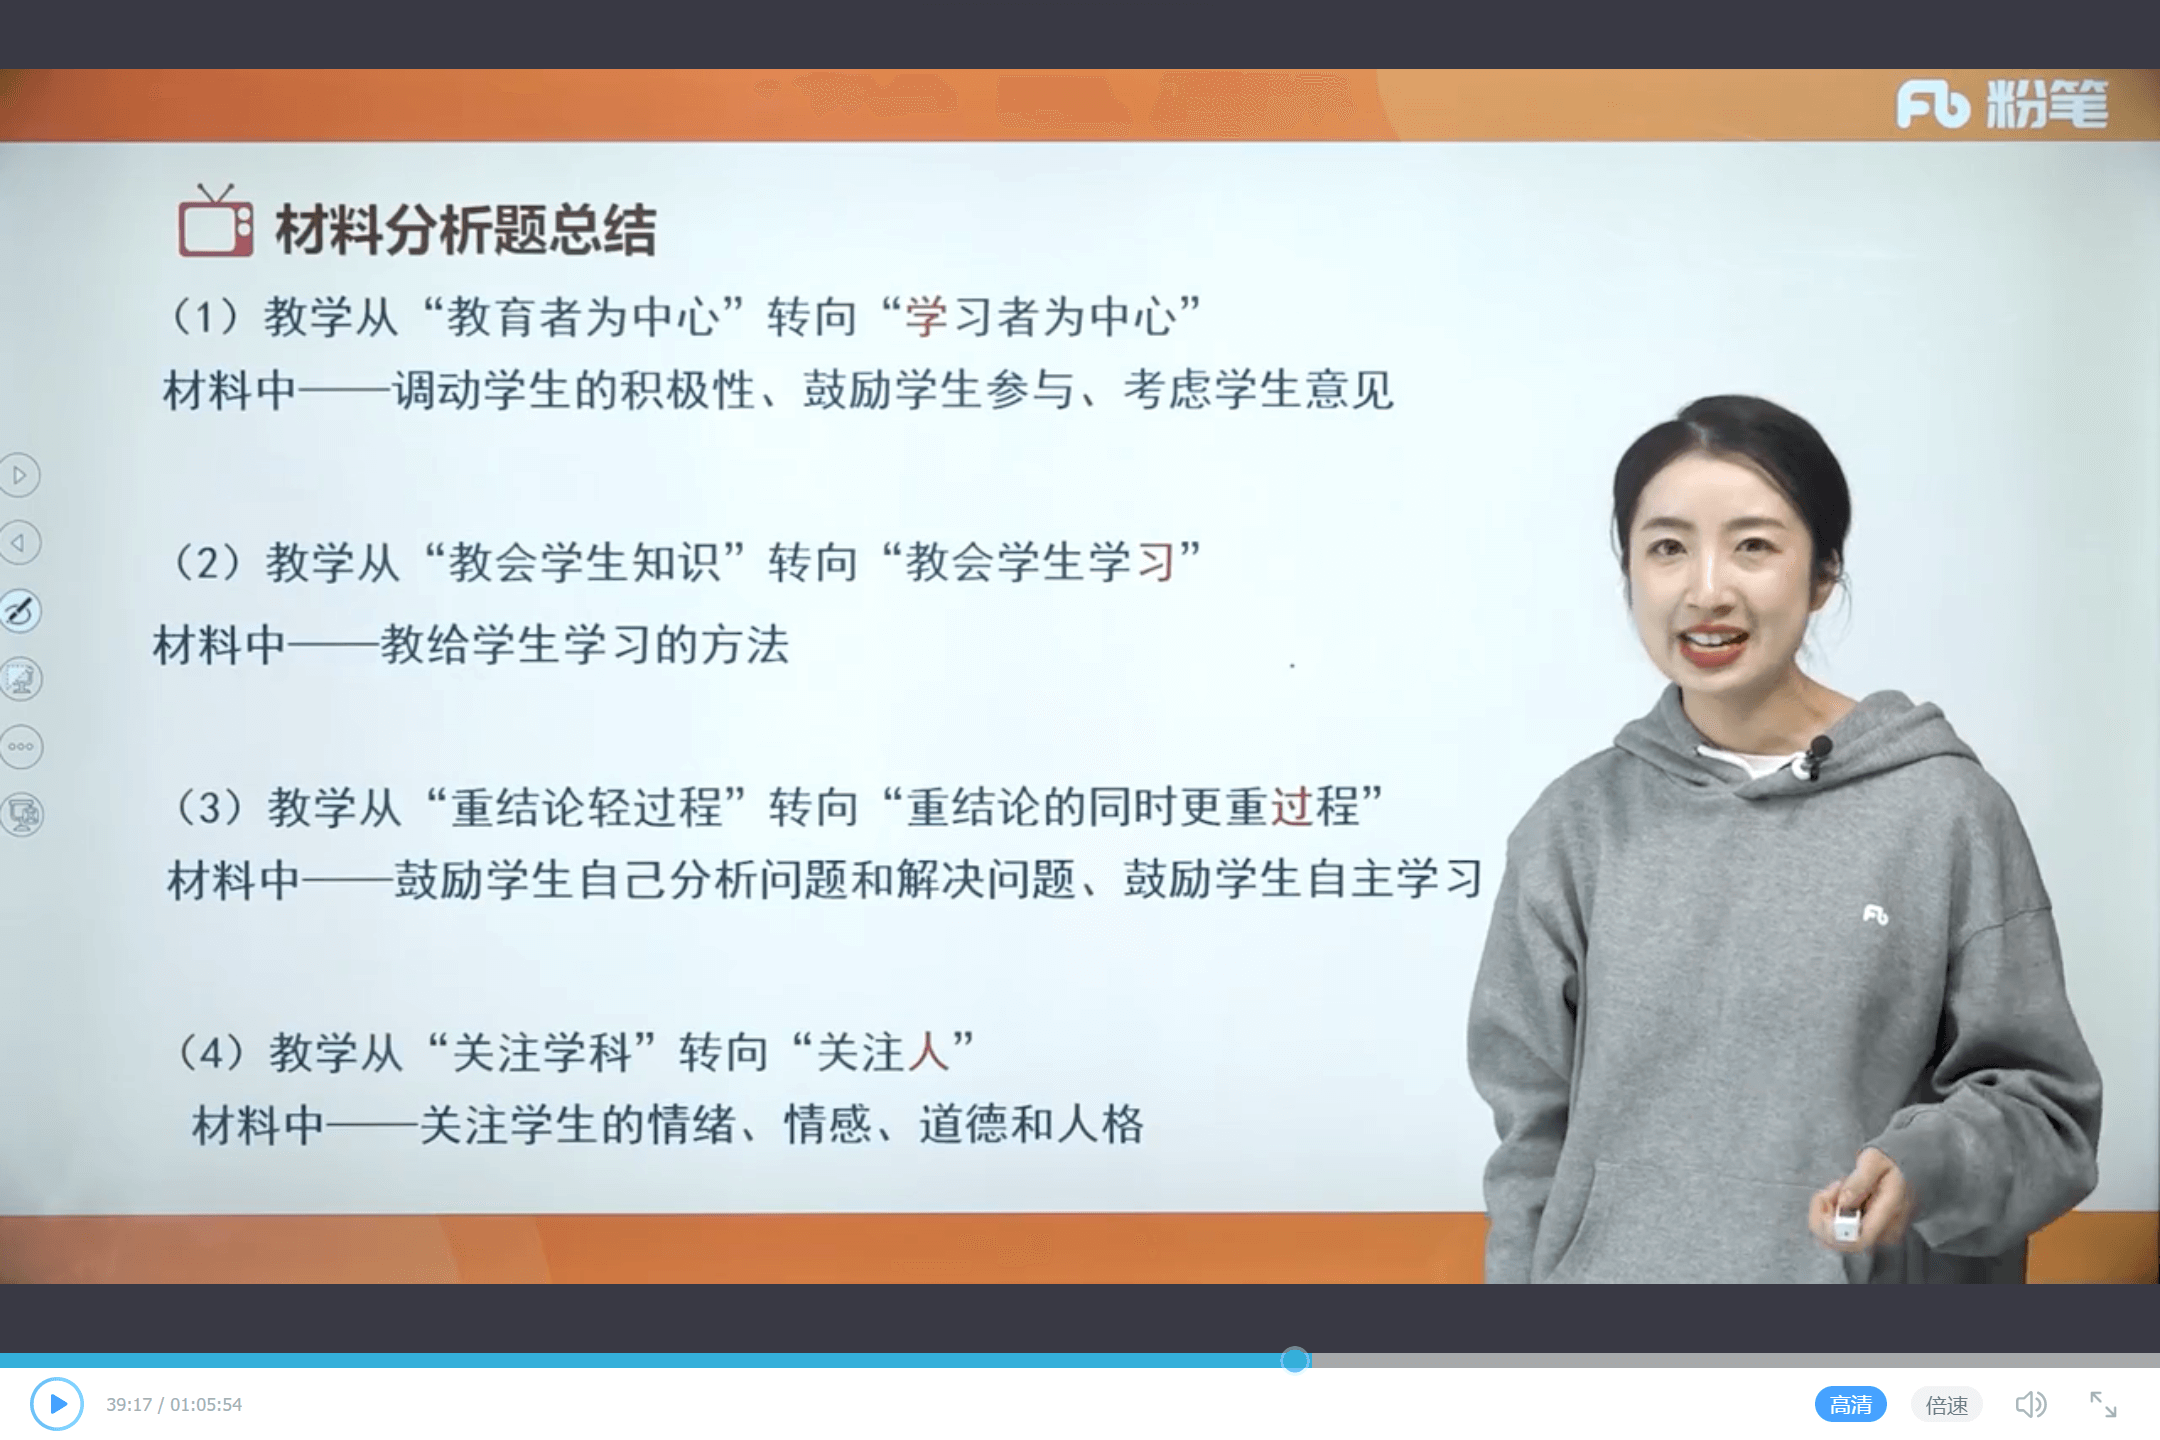 粉笔
材料分析题总结
（1）教学从“教育者为中心”转向“学习者为中心”
材料中——调动学生的积极性、鼓励学生参与、考虑学生意见
（2）教学从“教会学生知识”转向“教会学生学习”
材料中——教给学生学习的方法
（3）教学从“重结论轻过程”转向“重结论的同时更重过程”
材料中——鼓励学生自己分析问题和解决问题、鼓励学生自主学习
（4）教学从“关注学科”转向“关注人”
材料中——关注学生的情绪、情感、道德和人格
39:17 / 01:05:54
高清
倍速